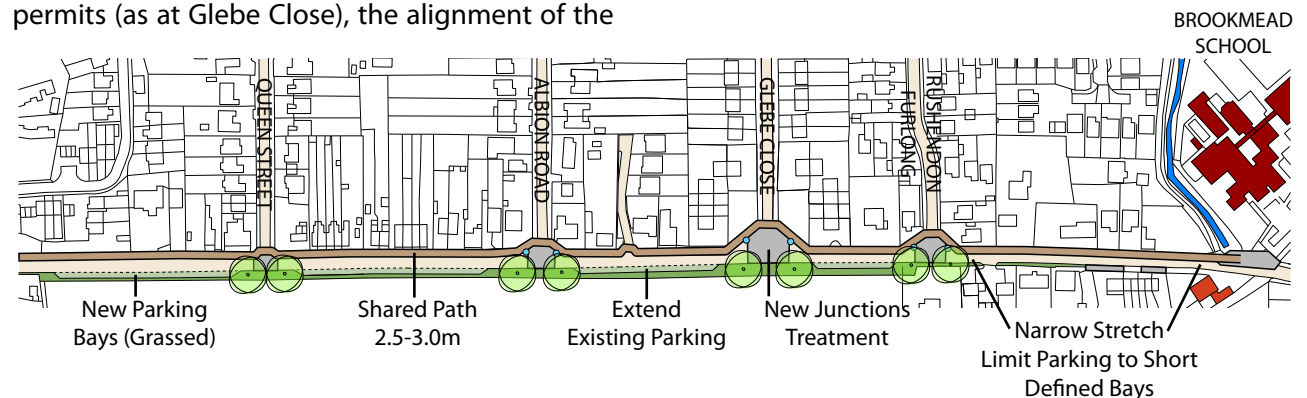 permits (as at Glebe Close), the alignment of the
BROOKMEAD
SCHOOL
QUEEN STREET
ALBION ROAD
GLEBE CLOSE
FURLONG
RUSHENDON
New Parking
Bays (Grassed)
Shared Path
2.5-3.0m
Extend
Existing Parking
New Junctions
Treatment
Narrow Stretch
Limit Parking to Short
Defined Bays